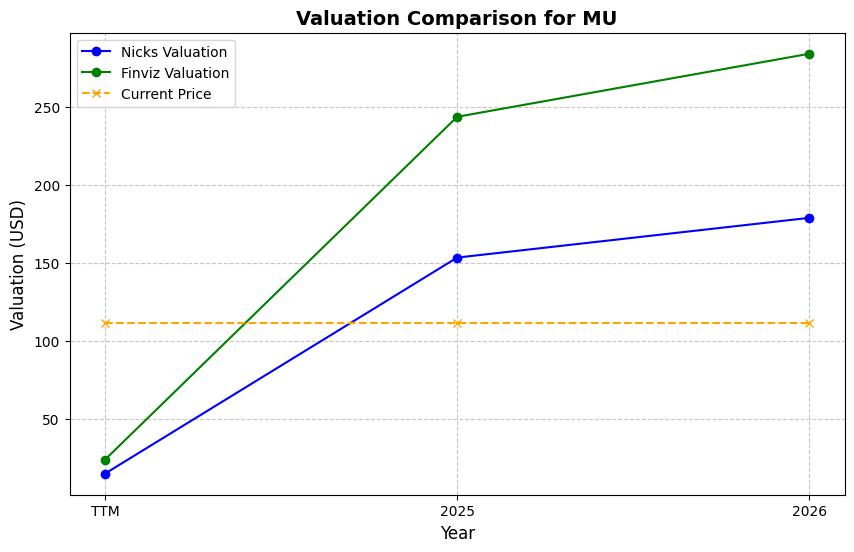 Valuation Comparison for MU
Nicks Valuation
Finviz Valuation
Current Price
Valuation (USD)
250
200
150
100
50
TTM
2025
2026
Year